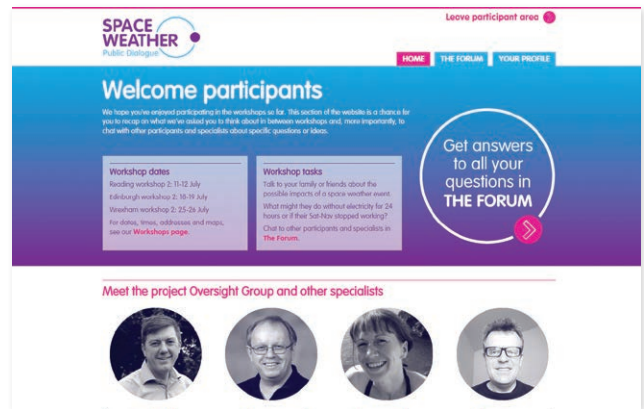 Leave participant area
SPACE
WEATHER
Public Dialogue
HOME THE FORUM YOUR PROFILE
Welcome participants
We hope you've enjoyed participating in the workshops so far. This section of the website is a chance for
you to recap on what we've asked you to think about in between workshops and, more importantly, to
chat with other participants and specialists about specific questions or ideas.
Workshop dates
Reading workshop 2: 11-12 July
Edinburgh workshop 2: 18-19 July
Wrexham workshop 2: 25-26 July
For dates, times, addresses and maps,
see our Workshops page.
Workshop tasks
Talk to your family or friends about the
possible impacts of a space weather event.
What might they do without electricity for 24
hours or if their Sat-Nav stopped working?
Chat to other participants and specialists in
The Forum.
Get answers
to all your
questions in
THE FORUM
Meet the project Oversight Group and other specialists